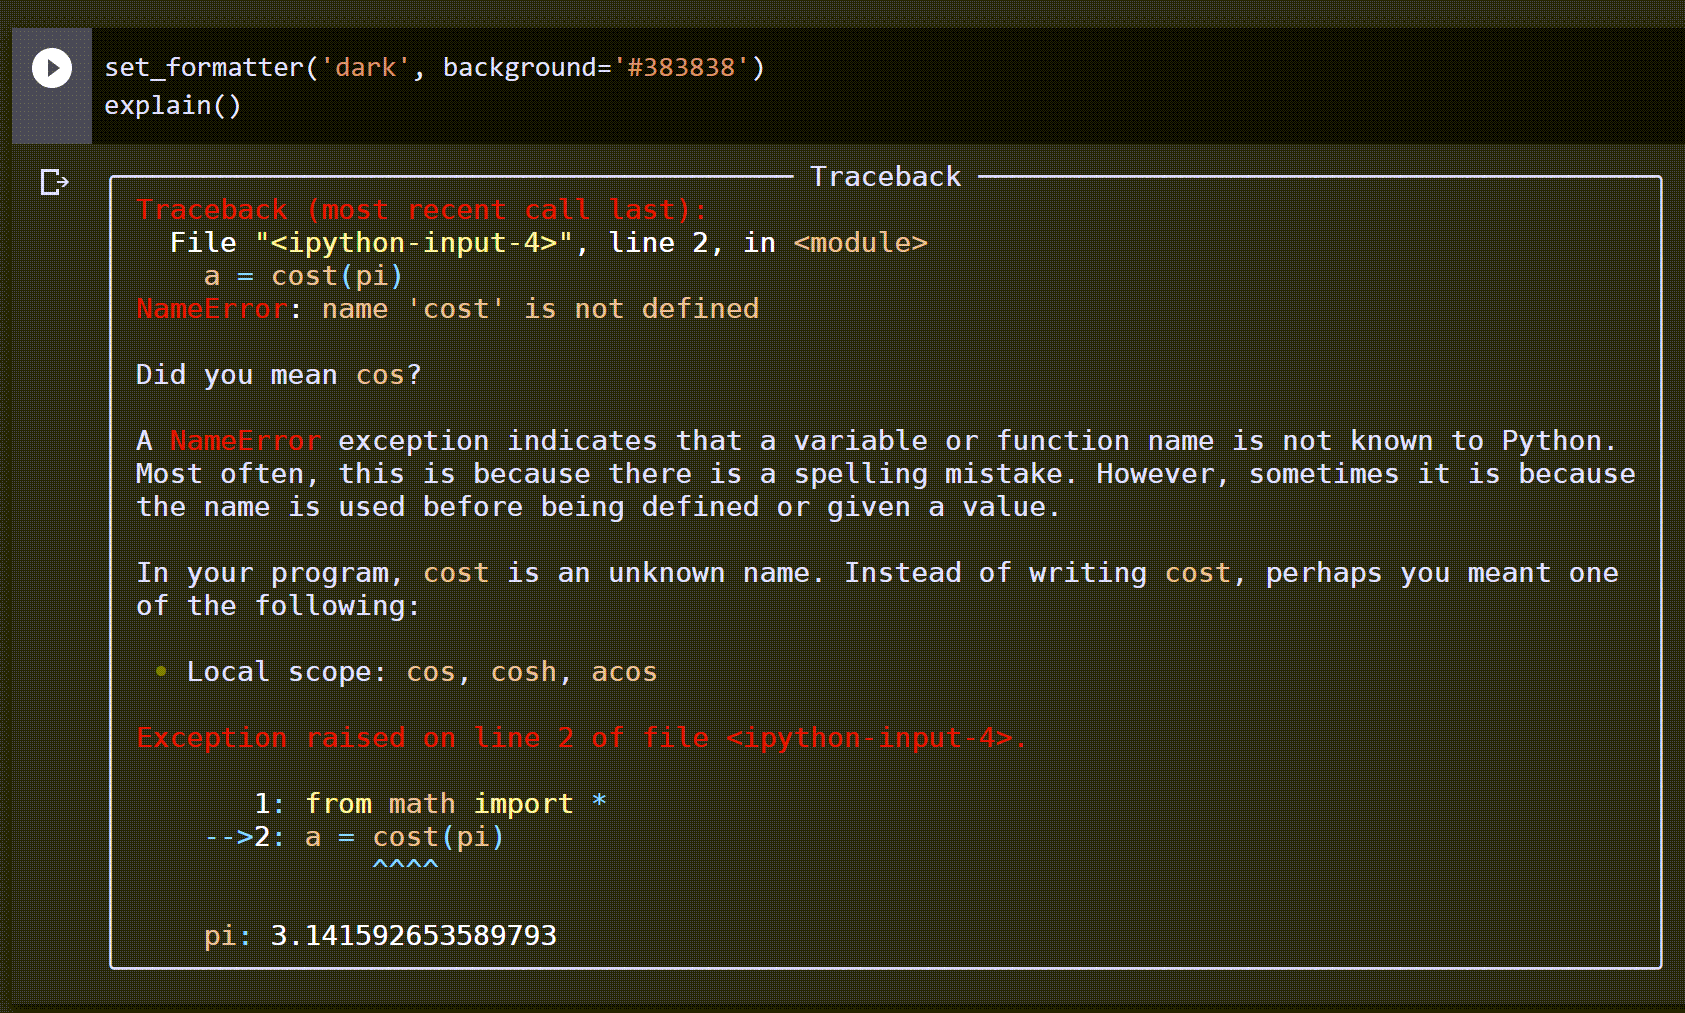 set_formatter('dark', background='#383838')
explain()
Traceback
Traceback (most recent call last):
  File "<ipython-input-4>", line 2, in <module>
    a = cost(pi)
NameError: name 'cost' is not defined
Did you mean cos?
A NameError exception indicates that a variable or function name is not known to Python.
Most often, this is because there is a spelling mistake. However, sometimes it is because
the name is used before being defined or given a value.
In your program, cost is an unknown name. Instead of writing cost, perhaps you meant one
of the following:
• Local scope: cos, cosh, acos
Exception raised on line 2 of file <ipython-input-4>.
       1: from math import *
    -->2: a = cost(pi)
              ^^^^
    pi: 3.141592653589793